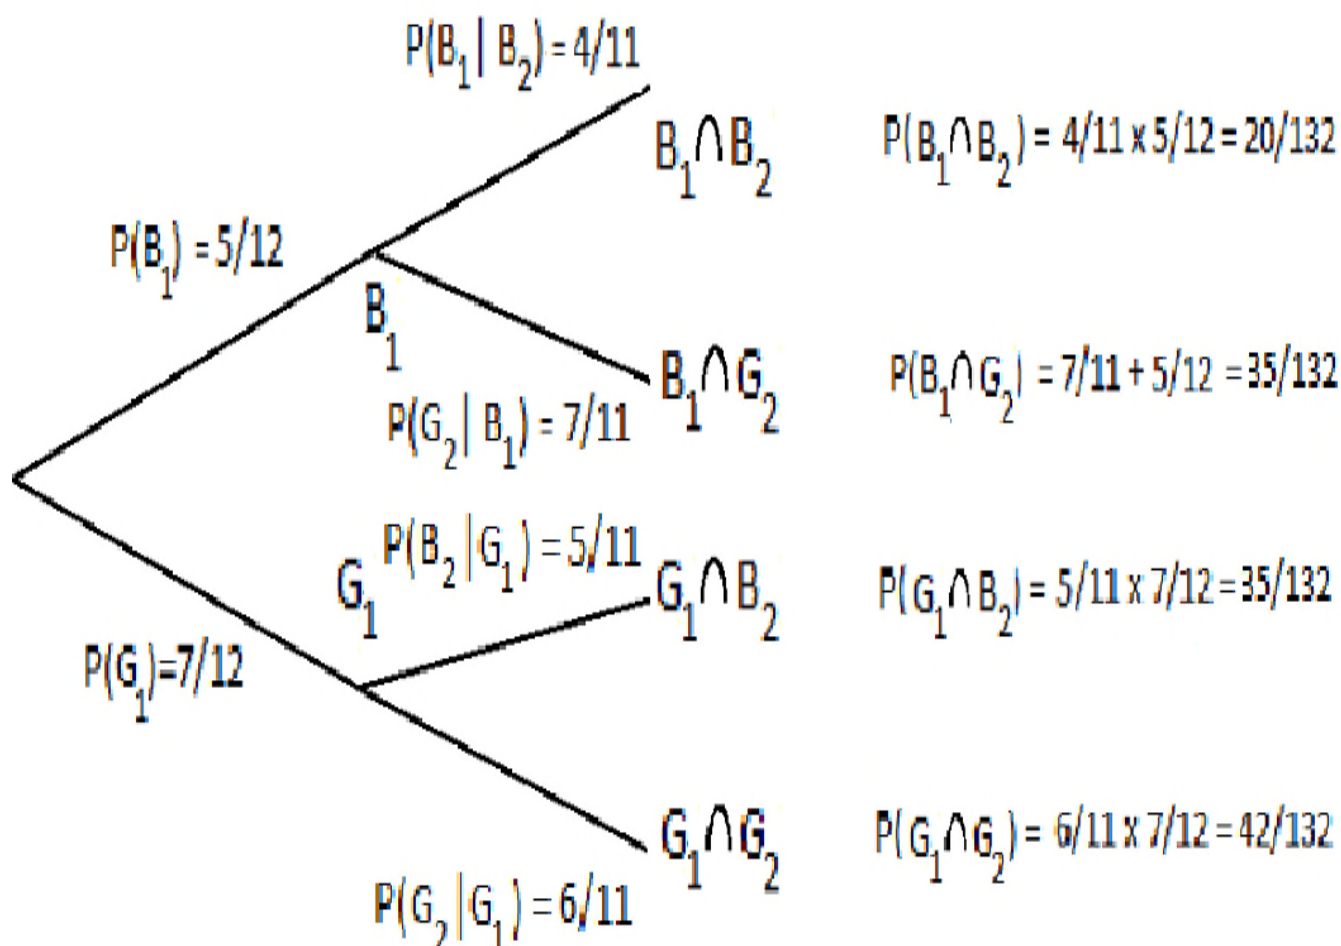 P(B₁ | B₂) = 4/11
B₁⋂B₂
P(B₁⋂B₂) = 4/11 x 5/12 = 20/132
P(B₁) = 5/12
B₁
B₁⋂G₂
P(B₁⋂G₂) = 7/11 + 5/12 = 35/132
P(G₂ | B₁) = 7/11
P(B₂ | G₁) = 5/11
G₁
G₁⋂B₂
P(G₁⋂B₂) = 5/11 x 7/12 = 35/132
P(G₁)=7/12
G₁⋂G₂
P(G₁⋂G₂) = 6/11 x 7/12 = 42/132
P(G₂ | G₁) = 6/11